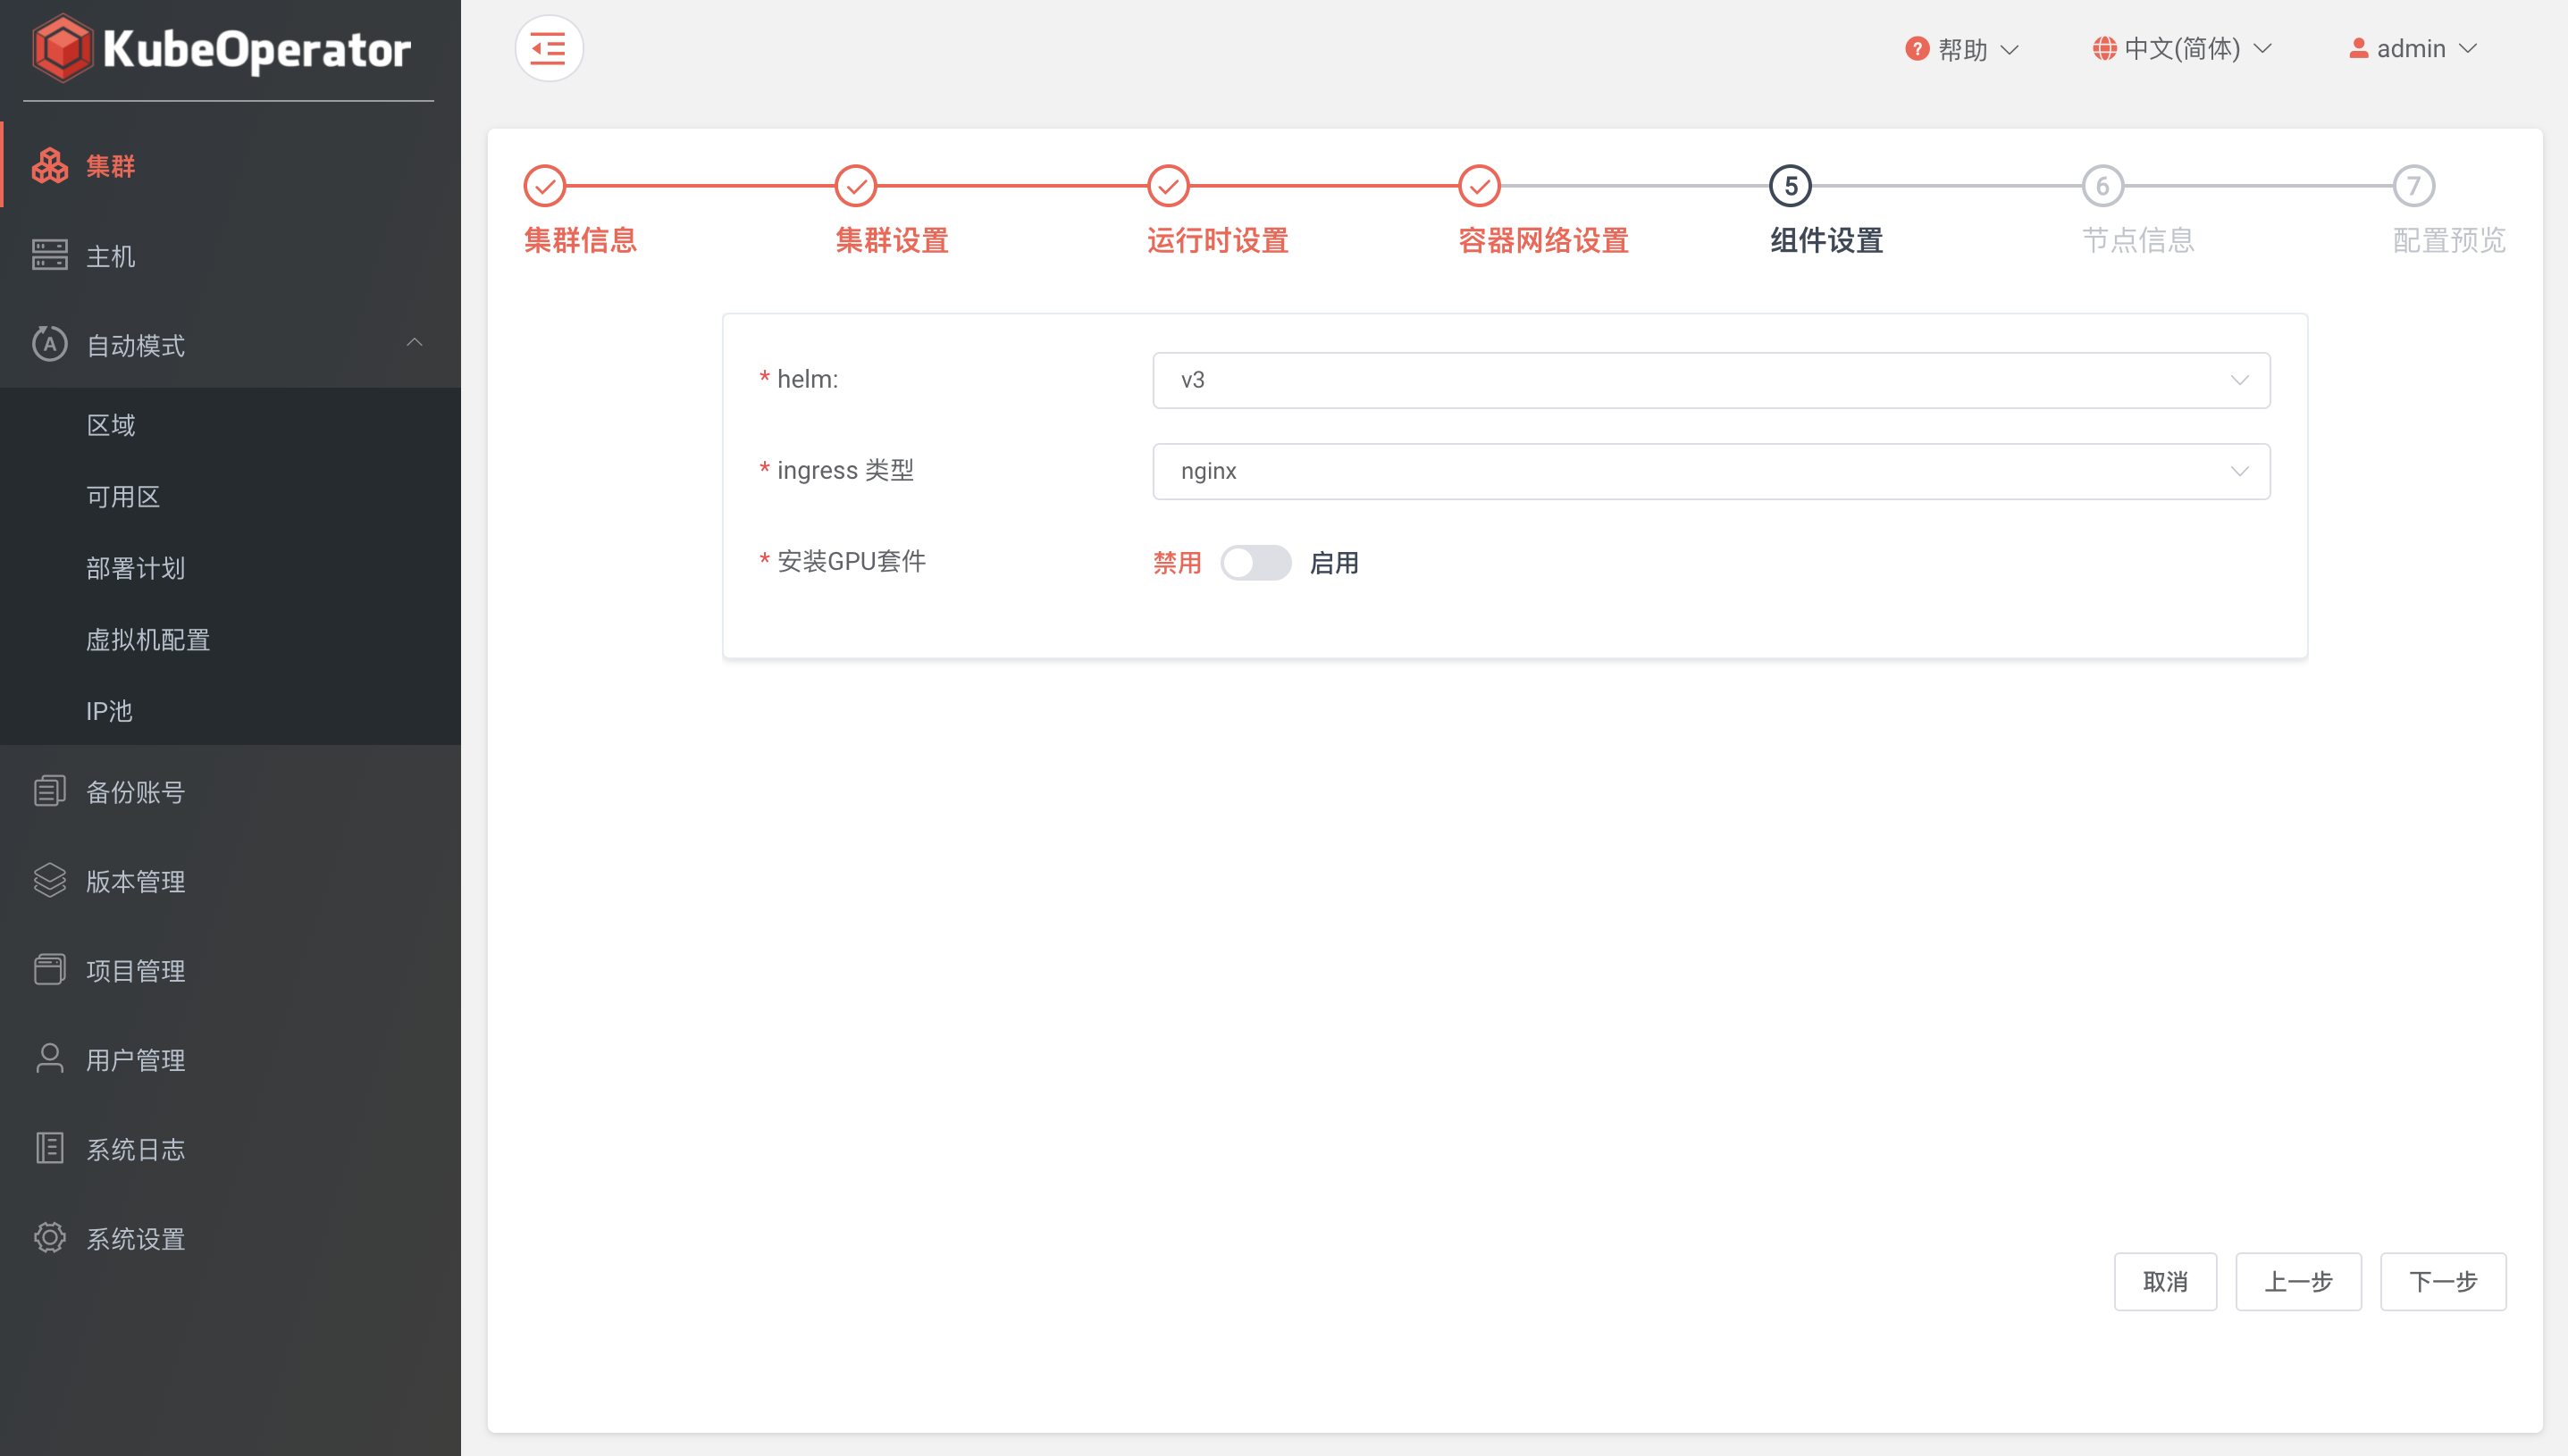 KubeOperator
集群
主机
自动模式
区域
可用区
部署计划
虚拟机配置
IP池
备份账号
版本管理
项目管理
用户管理
系统日志
系统设置
帮助
中文(简体)
admin
集群信息
集群设置
运行时设置
容器网络设置
5
组件设置
6
节点信息
7
配置预览
* helm:
v3
* ingress 类型
nginx
* 安装GPU套件
禁用 启用
取消
上一步
下一步